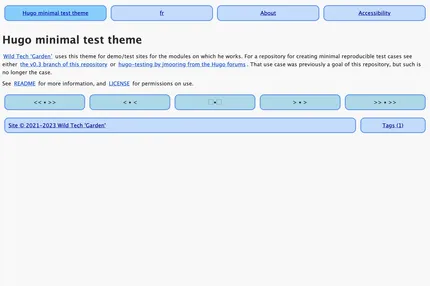 Hugo minimal test theme fr About Accessibility
Hugo minimal test theme
Wild Tech 'Garden' uses this theme for demo/test sites for the modules on which he works. For a repository for creating minimal reproducible test cases see
either the v0.3 branch of this repository or hugo-testing by jmooring from the Hugo forums. That use case was previously a goal of this repository, but such is
no longer the case.
See README for more information, and LICENSE for permissions on use.
<< • >> < • < • > • > >> • >>
Site © 2021–2023 Wild Tech 'Garden' Tags (1)